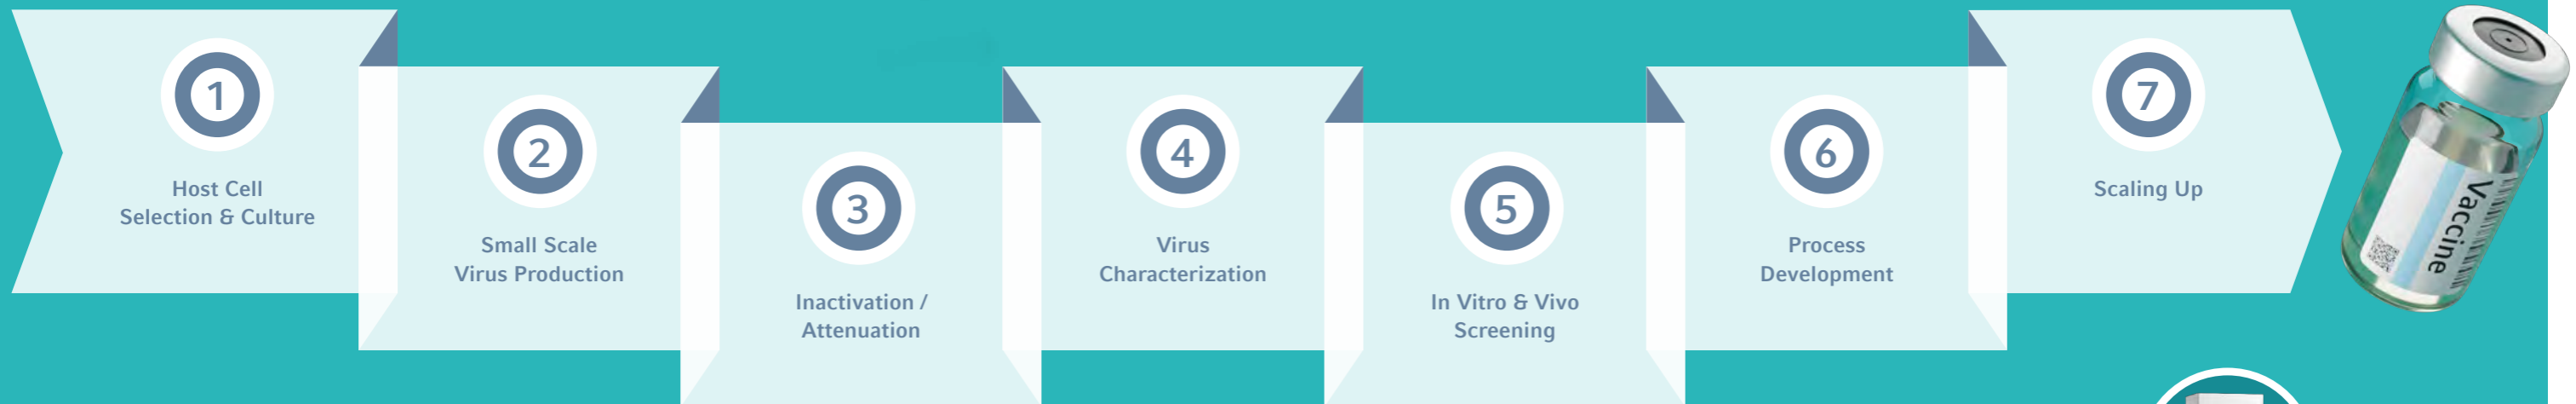 1
Host Cell
Selection & Culture
2
Small Scale
Virus Production
3
Inactivation /
Attenuation
4
Virus
Characterization
5
In Vitro & Vivo
Screening
6
Process
Development
7
Scaling Up
Vaccine